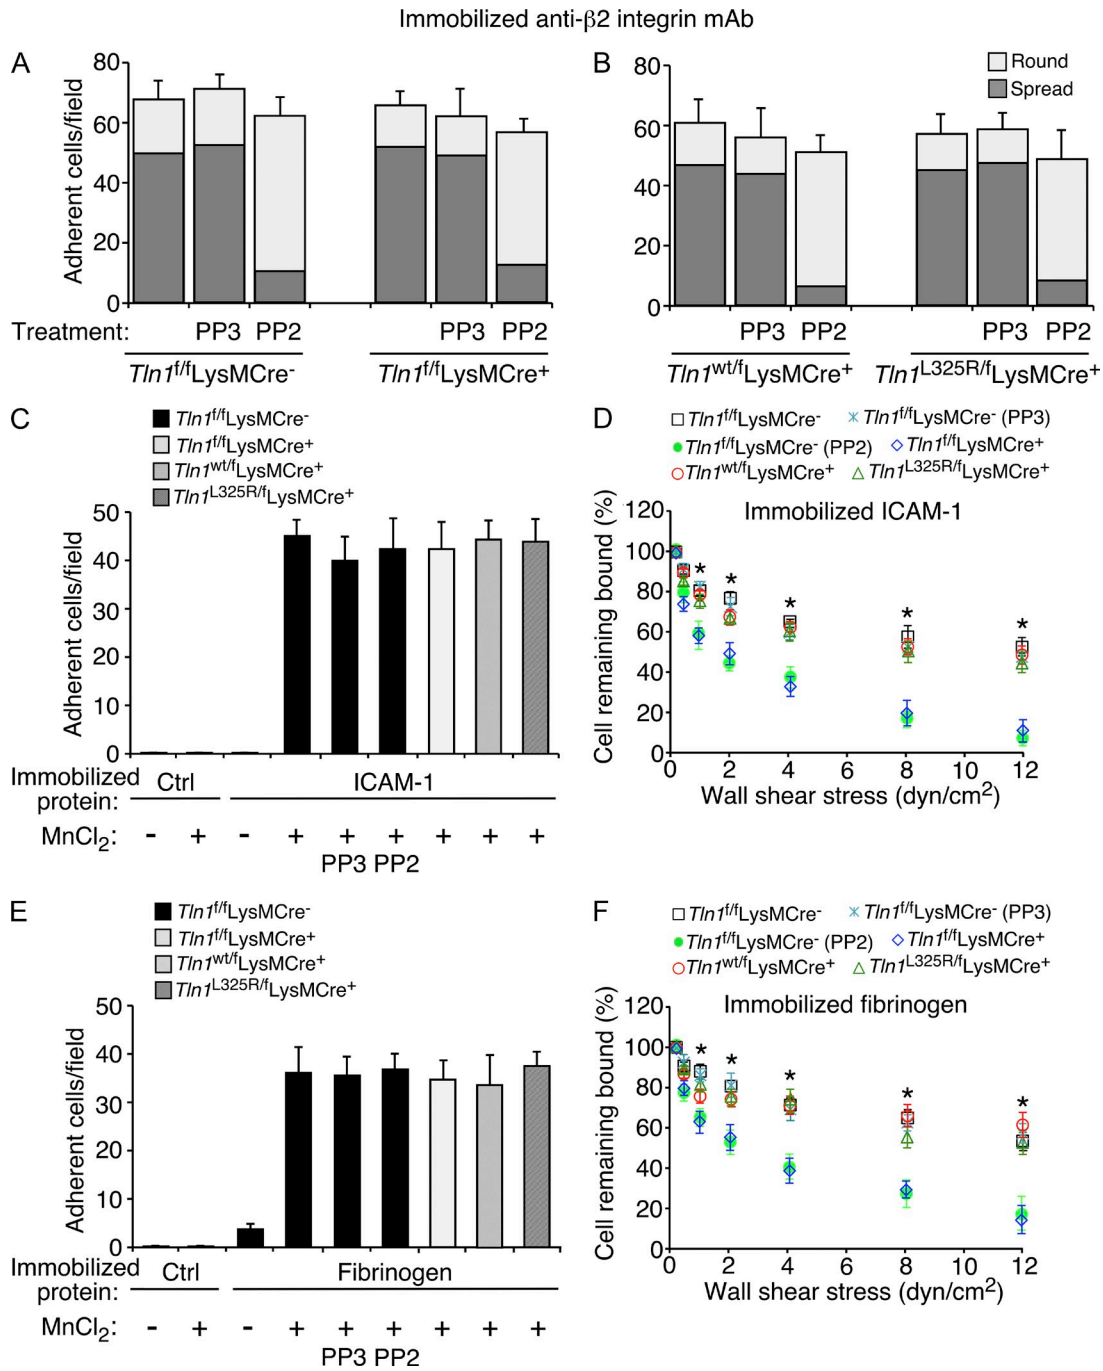 Immobilized anti-β2 integrin mAb
A
Adherent cells/field
80
60
40
20
0
Treatment: PP3 PP2 PP3 PP2
Tln1f/fLysMCre- Tln1f/fLysMCre+
B
Round
Spread
80
60
40
20
0
PP3 PP2 PP3 PP2
Tln1wt/fLysMCre+ Tln1L325R/fLysMCre+
C
Tln1f/fLysMCre-
Tln1f/fLysMCre+
Tln1wt/fLysMCre+
Tln1L325R/fLysMCre+
Adherent cells/field
50
40
30
20
10
0
Immobilized protein: Ctrl ICAM-1
MnCl2: - + - + + + + + +
PP3 PP2
D
Tln1f/fLysMCre- Tln1f/fLysMCre- (PP3)
Tln1f/fLysMCre- (PP2) Tln1f/fLysMCre+
Tln1wt/fLysMCre+ Tln1L325R/fLysMCre+
Immobilized ICAM-1
Cell remaining bound (%)
120
100
80
60
40
20
0
* * * * *
0 2 4 6 8 10 12
Wall shear stress (dyn/cm2)
E
Tln1f/fLysMCre-
Tln1f/fLysMCre+
Tln1wt/fLysMCre+
Tln1L325R/fLysMCre+
Adherent cells/field
50
40
30
20
10
0
Immobilized protein: Ctrl Fibrinogen
MnCl2: - + - + + + + + +
PP3 PP2
F
Tln1f/fLysMCre- Tln1f/fLysMCre- (PP3)
Tln1f/fLysMCre- (PP2) Tln1f/fLysMCre+
Tln1wt/fLysMCre+ Tln1L325R/fLysMCre+
Immobilized fibrinogen
Cell remaining bound (%)
120
100
80
60
40
20
0
* * * * *
0 2 4 6 8 10 12
Wall shear stress (dyn/cm2)